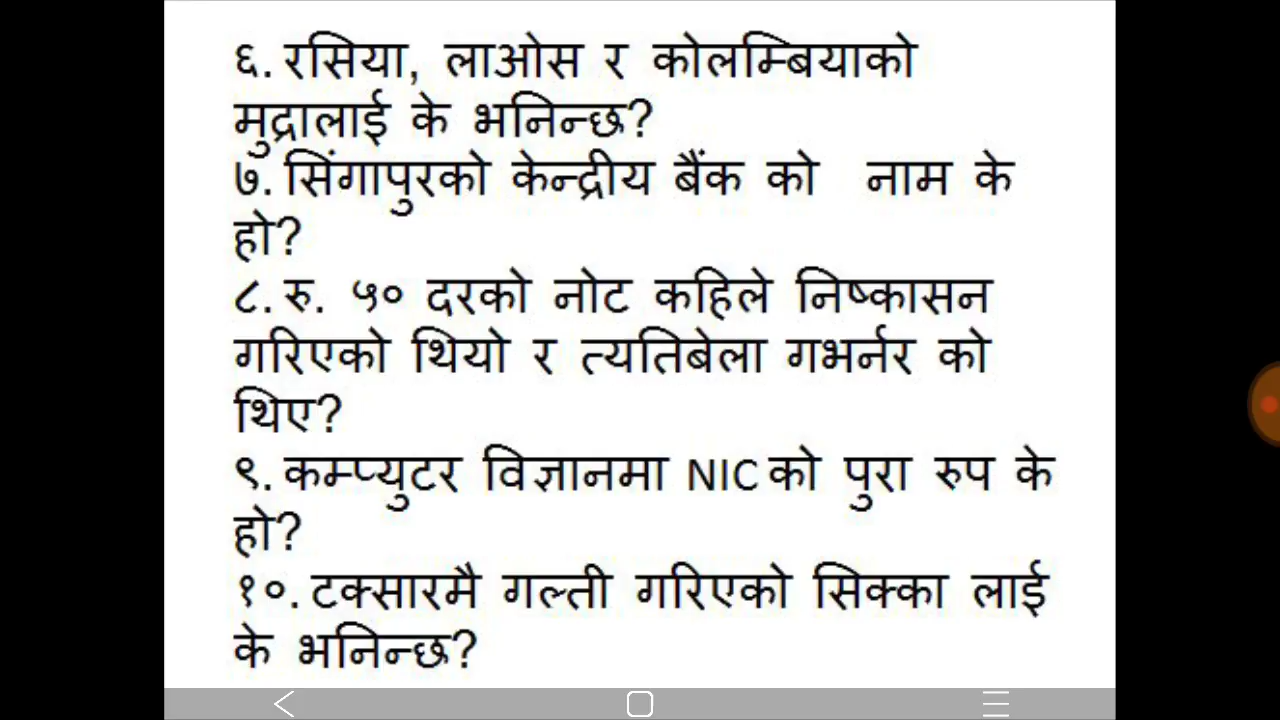 ६. रसिया, लाओस र कोलम्बियाको
मुद्रालाई के भनिन्छ?
७. सिंगापुरको केन्द्रीय बैंक को नाम के
हो?
८. रु. ५० दरको नोट कहिले निष्कासन
गरिएको थियो र त्यतिबेला गभर्नर को
थिए?
९. कम्प्युटर विज्ञानमा NIC को पुरा रुप के
हो?
१०. टक्सारमै गल्ती गरिएको सिक्का लाई
के भनिन्छ?